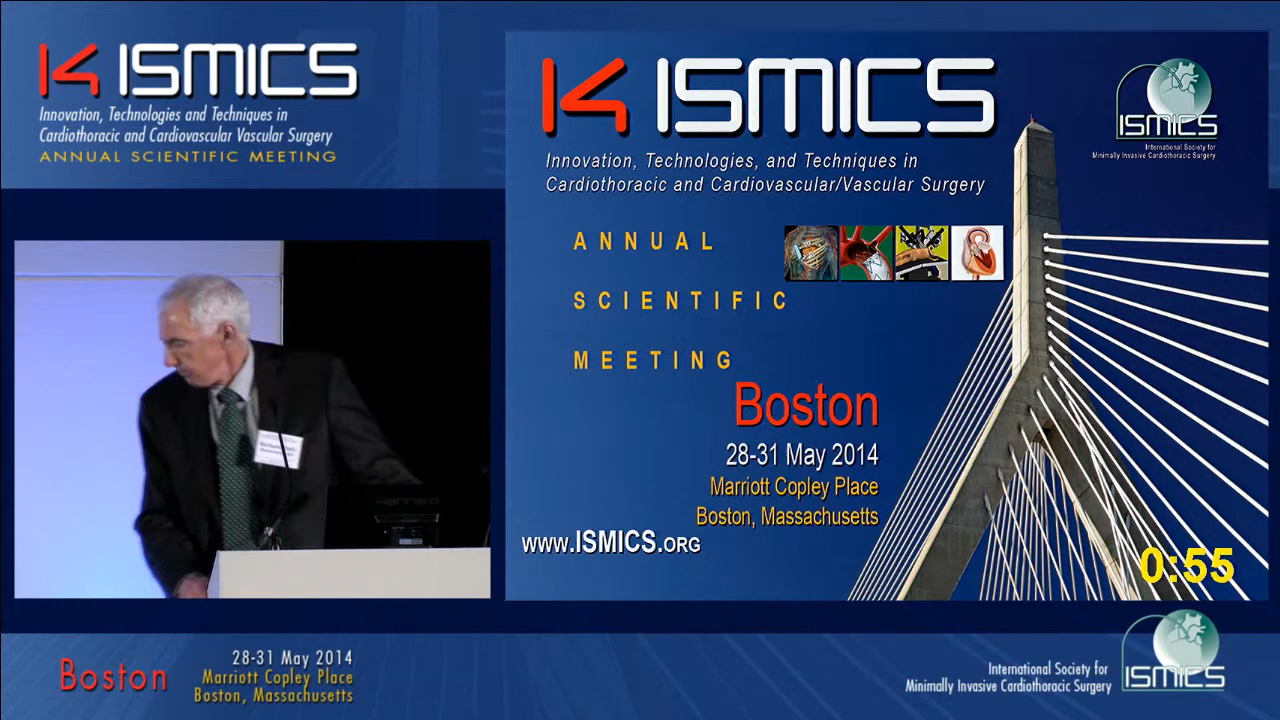 14 ISMICS
Innovation, Technologies and Techniques in
Cardiothoracic and Cardiovascular Vascular Surgery
ANNUAL SCIENTIFIC MEETING
14 ISMICS
Innovation, Technologies, and Techniques in
Cardiothoracic and Cardiovascular/Vascular Surgery
ISMICS
International Society for
Minimally Invasive Cardiothoracic Surgery
ANNUAL
SCIENTIFIC
MEETING
Boston
28-31 May 2014
Marriott Copley Place
Boston, Massachusetts
www.ISMICS.ORG
0:55
Boston
28-31 May 2014
Marriott Copley Place
Boston, Massachusetts
International Society for
Minimally Invasive Cardiothoracic Surgery
ISMICS